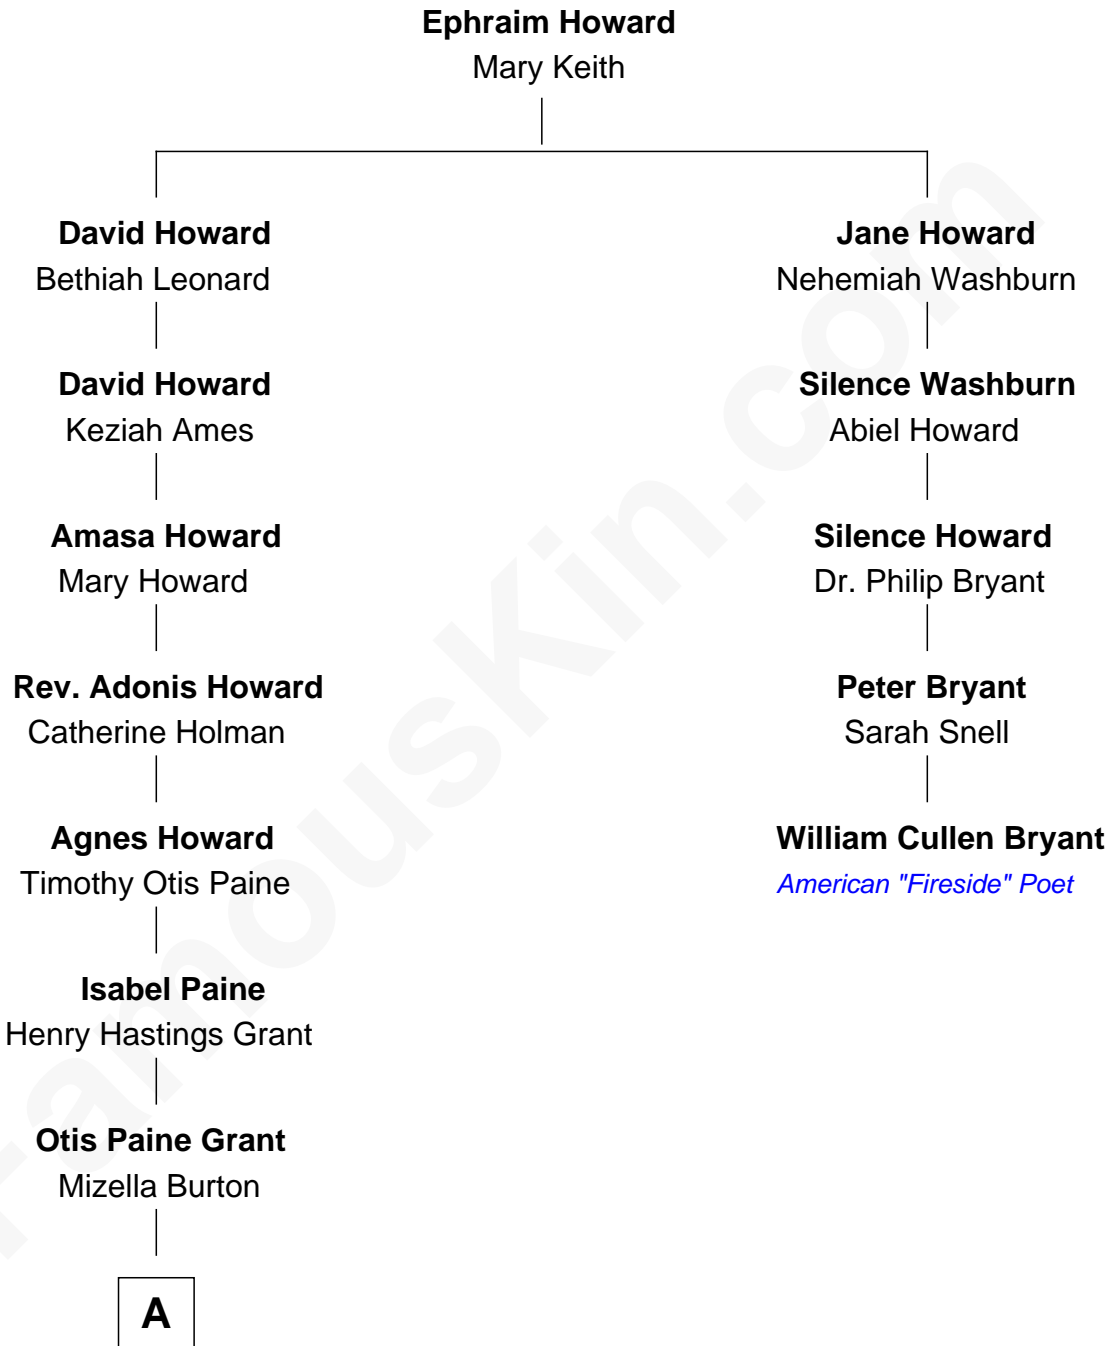 Ephraim Howard
Mary Keith
David Howard
Bethiah Leonard
Jane Howard
Nehemiah Washburn
David Howard
Keziah Ames
Silence Washburn
Abiel Howard
Amasa Howard
Mary Howard
Silence Howard
Dr. Philip Bryant
Rev. Adonis Howard
Catherine Holman
Peter Bryant
Sarah Snell
Agnes Howard
Timothy Otis Paine
William Cullen Bryant
American "Fireside" Poet
Isabel Paine
Henry Hastings Grant
Otis Paine Grant
Mizella Burton
A
FamousKin.com